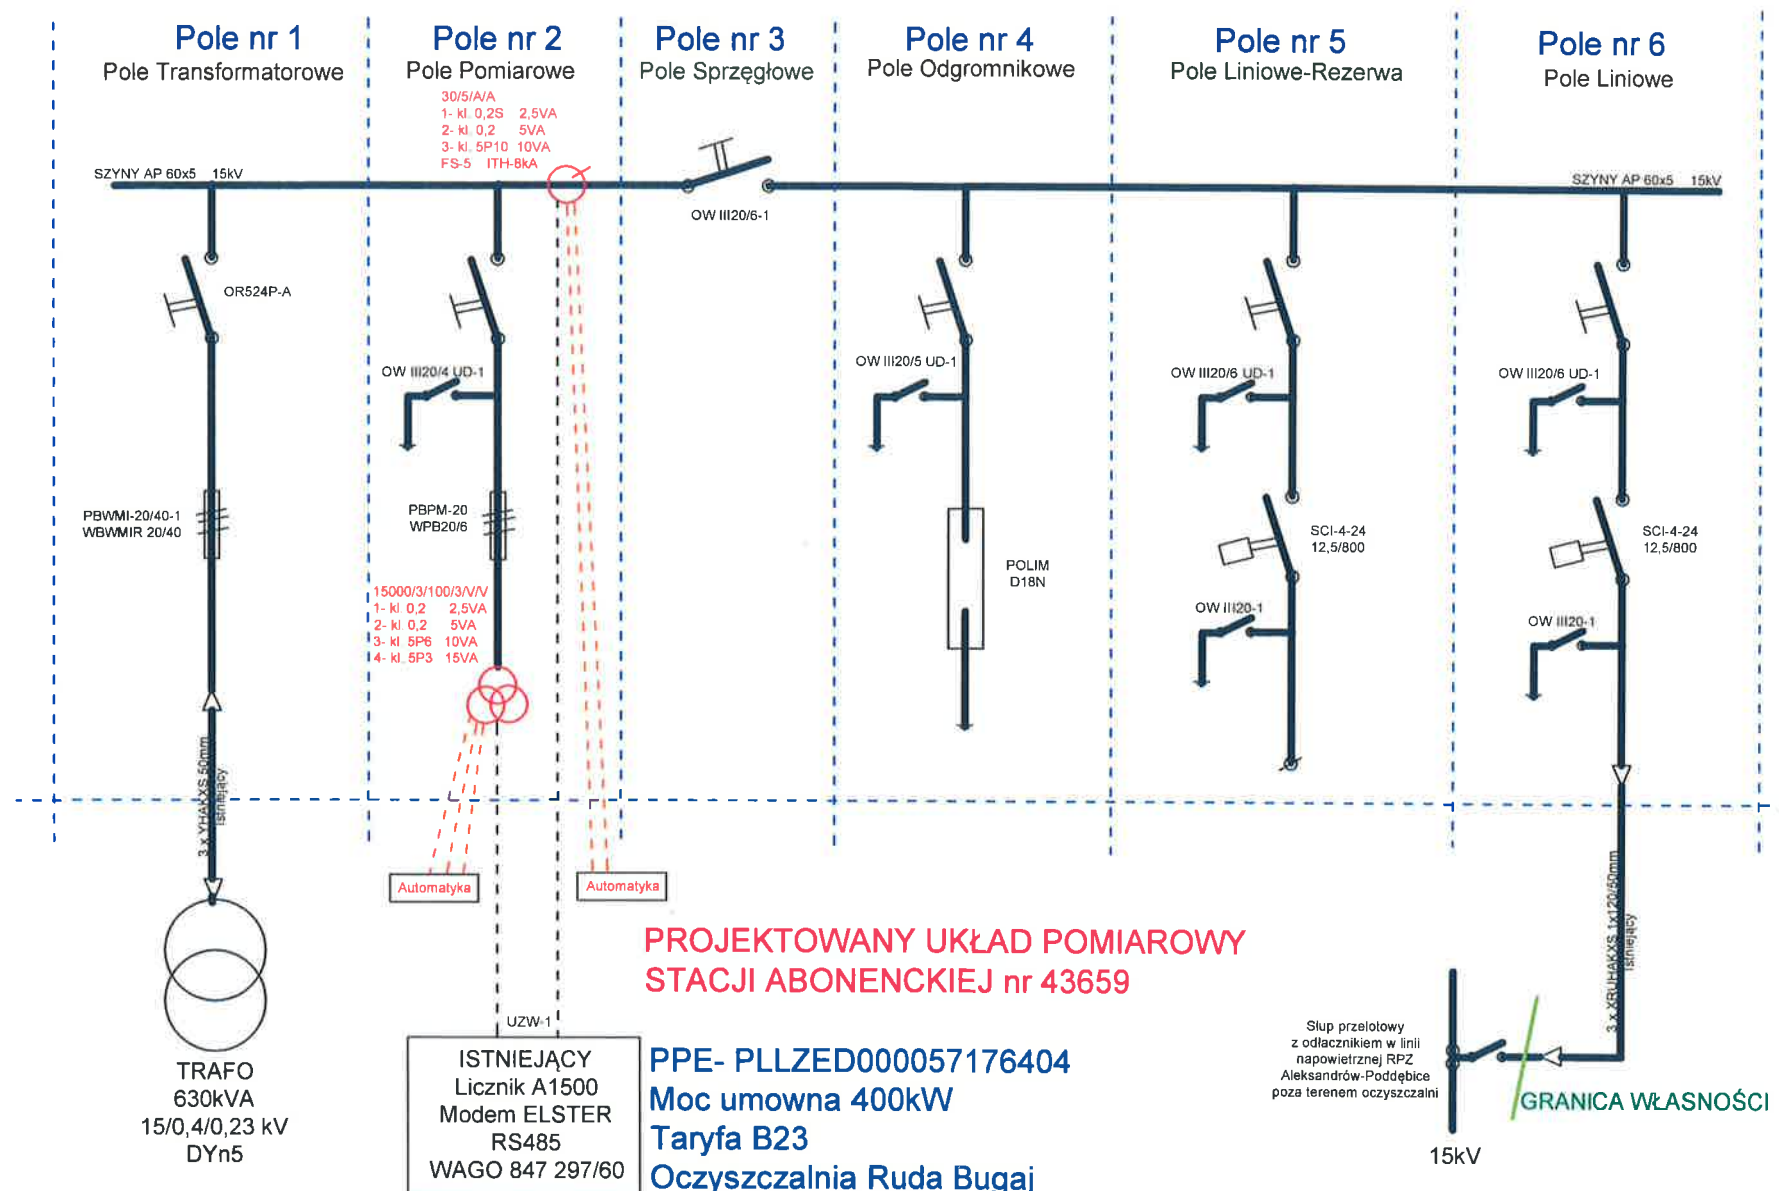 Pole nr 1
Pole Transformatorowe
Pole nr 2
Pole Pomiarowe
Pole nr 3
Pole Sprzęgłowe
Pole nr 4
Pole Odgromnikowe
Pole nr 5
Pole Liniowe-Rezerwa
Pole nr 6
Pole Liniowe
30/5/A/A
1- kl. 0,2S 2,5VA
2- kl. 0,2 5VA
3- kl. 5P10 10VA
FS-5 ITH-8kA
SZYNY AP 60x5 15kV
SZYNY AP 60x5 15kV
OW III20/6-1
OR524P-A
OW III20/4 UD-1
OW III20/5 UD-1
OW III20/6 UD-1
OW III20/6 UD-1
PBWMI-20/40-1
WBWMIR 20/40
PBPM-20
WPB20/6
POLIM
D18N
SCI-4-24
12,5/800
SCI-4-24
12,5/800
15000/3/100/3/V/V
1- kl 0,2 2,5VA
2- kl 0,2 5VA
3- kl 5P6 10VA
4- kl. 5P3 15VA
OW III20-1
OW III20-1
3 x YHAKXS 50mm
Istniejący
Automatyka
Automatyka
3 x XRUHAKXS 1x120/50mm
Istniejący
PROJEKTOWANY UKŁAD POMIAROWY
STACJI ABONENCKIEJ nr 43659
UZW-1
TRAFO
630kVA
15/0,4/0,23 kV
DYn5
ISTNIEJĄCY
Licznik A1500
Modem ELSTER
RS485
WAGO 847 297/60
PPE- PLLZED000057176404
Moc umowna 400kW
Taryfa B23
Oczyszczalnia Ruda Bugaj
Słup przelotowy
z odłacznikiem w linii
napowietrznej RPZ
Aleksandrów-Poddębice
poza terenem oczyszczalni
GRANICA WŁASNOŚCI
15kV